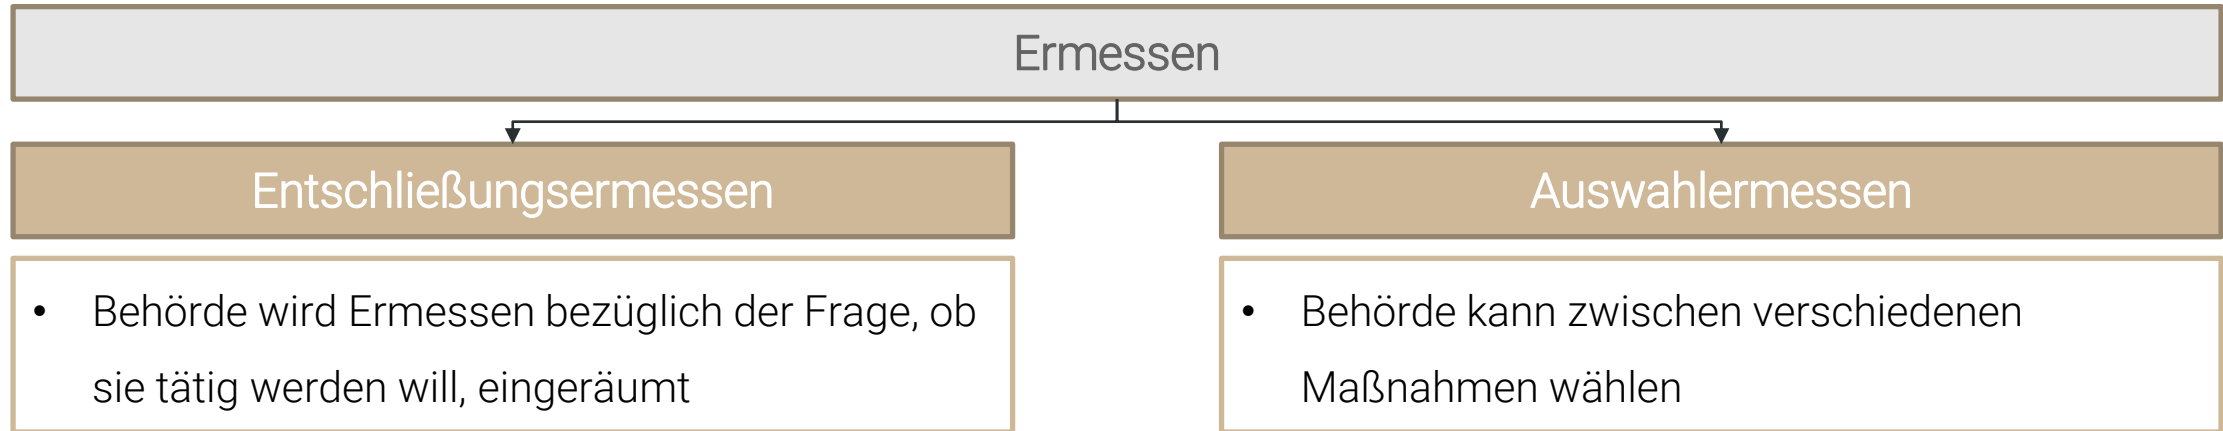 Ermessen
Entschließungsermessen
• Behörde wird Ermessen bezüglich der Frage, ob
sie tätig werden will, eingeräumt
Auswahlermessen
• Behörde kann zwischen verschiedenen
Maßnahmen wählen